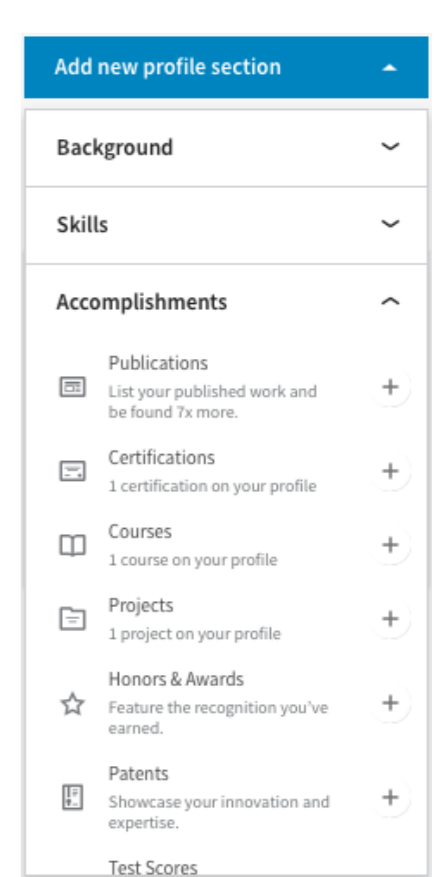 Add new profile section
Background
Skills
Accomplishments
Publications
List your published work and
be found 7x more.
Certifications
1 certification on your profile
Courses
1 course on your profile
Projects
1 project on your profile
Honors & Awards
Feature the recognition you've
earned.
Patents
Showcase your innovation and
expertise.
Test Scores